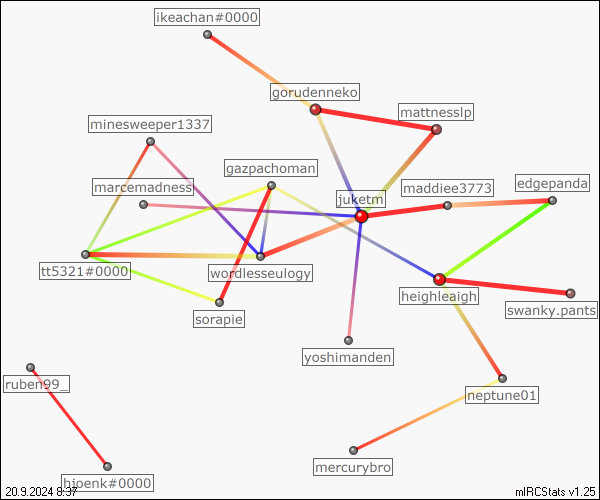 ikeachan#0000
gorudenneko
mattnesslp
minesweeper1337
gazpachoman
marcemadness
juketm
maddiee3773
edgepanda
tt5321#0000
wordlesseulogy
heighleaigh
swanky.pants
sorapie
yoshimanden
ruben99_
neptune01
mercurybro
hjoenk#0000
20.9.2024 8:37
mIRCStats v1.25